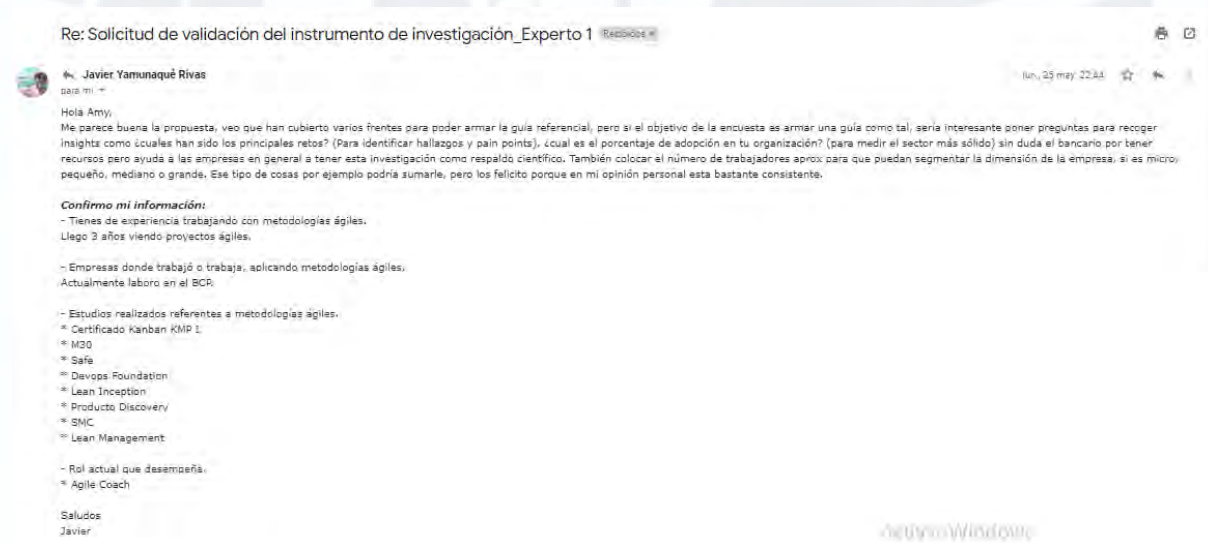 Re: Solicitud de validación del instrumento de investigación_Experto 1 Recibidos
Javier Yamunaqué Rivas
lun., 25 may. 22:44
para mí
Hola Amy,
Me parece buena la propuesta, veo que han cubierto varios frentes para poder armar la guía referencial, pero si el objetivo de la encuesta es armar una guía como tal, sería interesante poner preguntas para recoger
insights como ¿cuales han sido los principales retos? (Para identificar hallazgos y pain points), ¿cual es el porcentaje de adopción en tu organización? (para medir el sector más sólido) sin duda el bancario por tener
recursos pero ayuda a las empresas en general a tener esta investigación como respaldo científico. También colocar el número de trabajadores aprox para que puedan segmentar la dimensión de la empresa, si es micro,
pequeño, mediano o grande. Ese tipo de cosas por ejemplo podría sumarle, pero los felicito porque en mi opinión personal esta bastante consistente.
Confirmo mi información:
- Tienes de experiencia trabajando con metodologías ágiles.
Llego 3 años viendo proyectos ágiles.
- Empresas donde trabajó o trabaja, aplicando metodologías ágiles.
Actualmente laboro en el BCP.
- Estudios realizados referentes a metodologías ágiles.
* Certificado Kanban KMP I
* M30
* Safe
* Devops Foundation
* Lean Inception
* Producto Discovery
* SMC
* Lean Management
- Rol actual que desempeña.
* Agile Coach
Saludos
Javier
Activar Windows